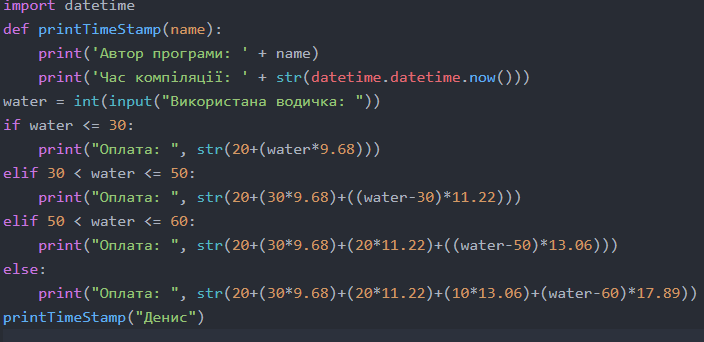 import datetime
def printTimeStamp(name):
    print('Автор програми: ' + name)
    print('Час компіляції: ' + str(datetime.datetime.now()))
water = int(input("Використана водичка: "))
if water <= 30:
    print("Оплата: ", str(20+(water*9.68)))
elif 30 < water <= 50:
    print("Оплата: ", str(20+(30*9.68)+((water-30)*11.22)))
elif 50 < water <= 60:
    print("Оплата: ", str(20+(30*9.68)+(20*11.22)+((water-50)*13.06)))
else:
    print("Оплата: ", str(20+(30*9.68)+(20*11.22)+(10*13.06)+(water-60)*17.89))
printTimeStamp("Денис")